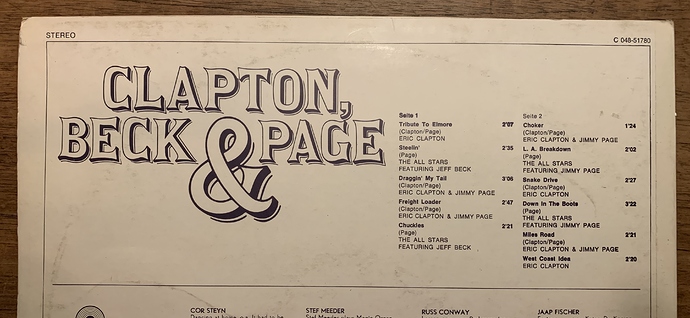 STEREO
C 048-51780
CLAPTON,
BECK & PAGE
Seite 1
Tribute To Elmore 2'07
(Clapton/Page)
ERIC CLAPTON
Steelin' 2'35
(Page)
THE ALL STARS
FEATURING JEFF BECK
Draggin' My Tail 3'06
(Clapton/Page)
ERIC CLAPTON & JIMMY PAGE
Freight Loader 2'47
(Clapton/Page)
ERIC CLAPTON & JIMMY PAGE
Chuckles 2'21
(Page)
THE ALL STARS
FEATURING JEFF BECK
Seite 2
Choker 1'24
(Clapton/Page)
ERIC CLAPTON & JIMMY PAGE
L. A. Breakdown 2'02
(Page)
THE ALL STARS
FEATURING JIMMY PAGE
Snake Drive 2'27
(Clapton/Page)
ERIC CLAPTON
Down In The Boots 3'22
(Page)
THE ALL STARS
FEATURING JIMMY PAGE
Miles Road 2'21
(Clapton/Page)
ERIC CLAPTON & JIMMY PAGE
West Coast Idea 2'20
ERIC CLAPTON
COR STEYN
STEF MEEDER
RUSS CONWAY
JAAP FISCHER